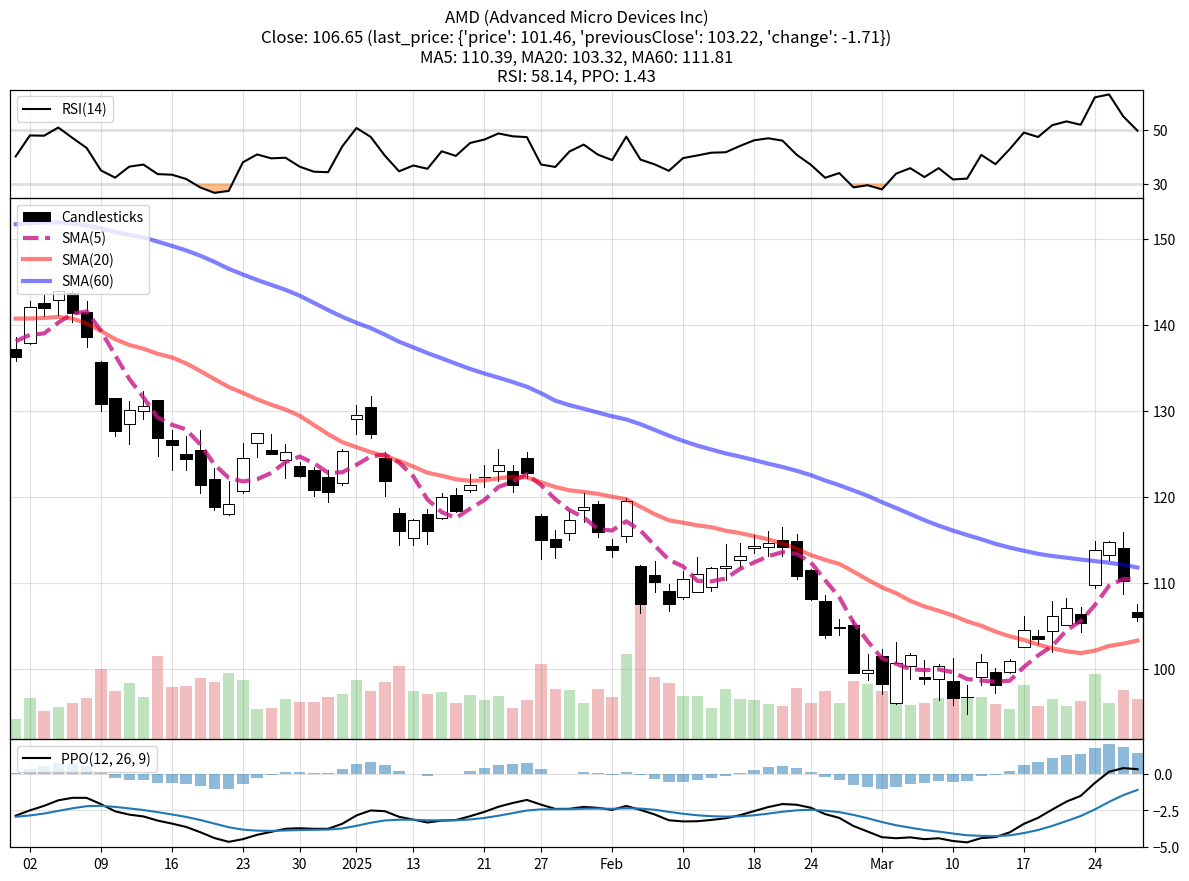 AMD (Advanced Micro Devices Inc)
Close: 106.65 (last_price: {'price': 101.46, 'previousClose': 103.22, 'change': -1.71})
MA5: 110.39, MA20: 103.32, MA60: 111.81
RSI: 58.14, PPO: 1.43
RSI(14)
50
30
Candlesticks
SMA(5)
SMA(20)
SMA(60)
150
140
130
120
110
100
PPO(12, 26, 9)
0.0
−2.5
−5.0
02 09 16 23 30 2025 13 21 27 Feb 10 18 24 Mar 10 17 24